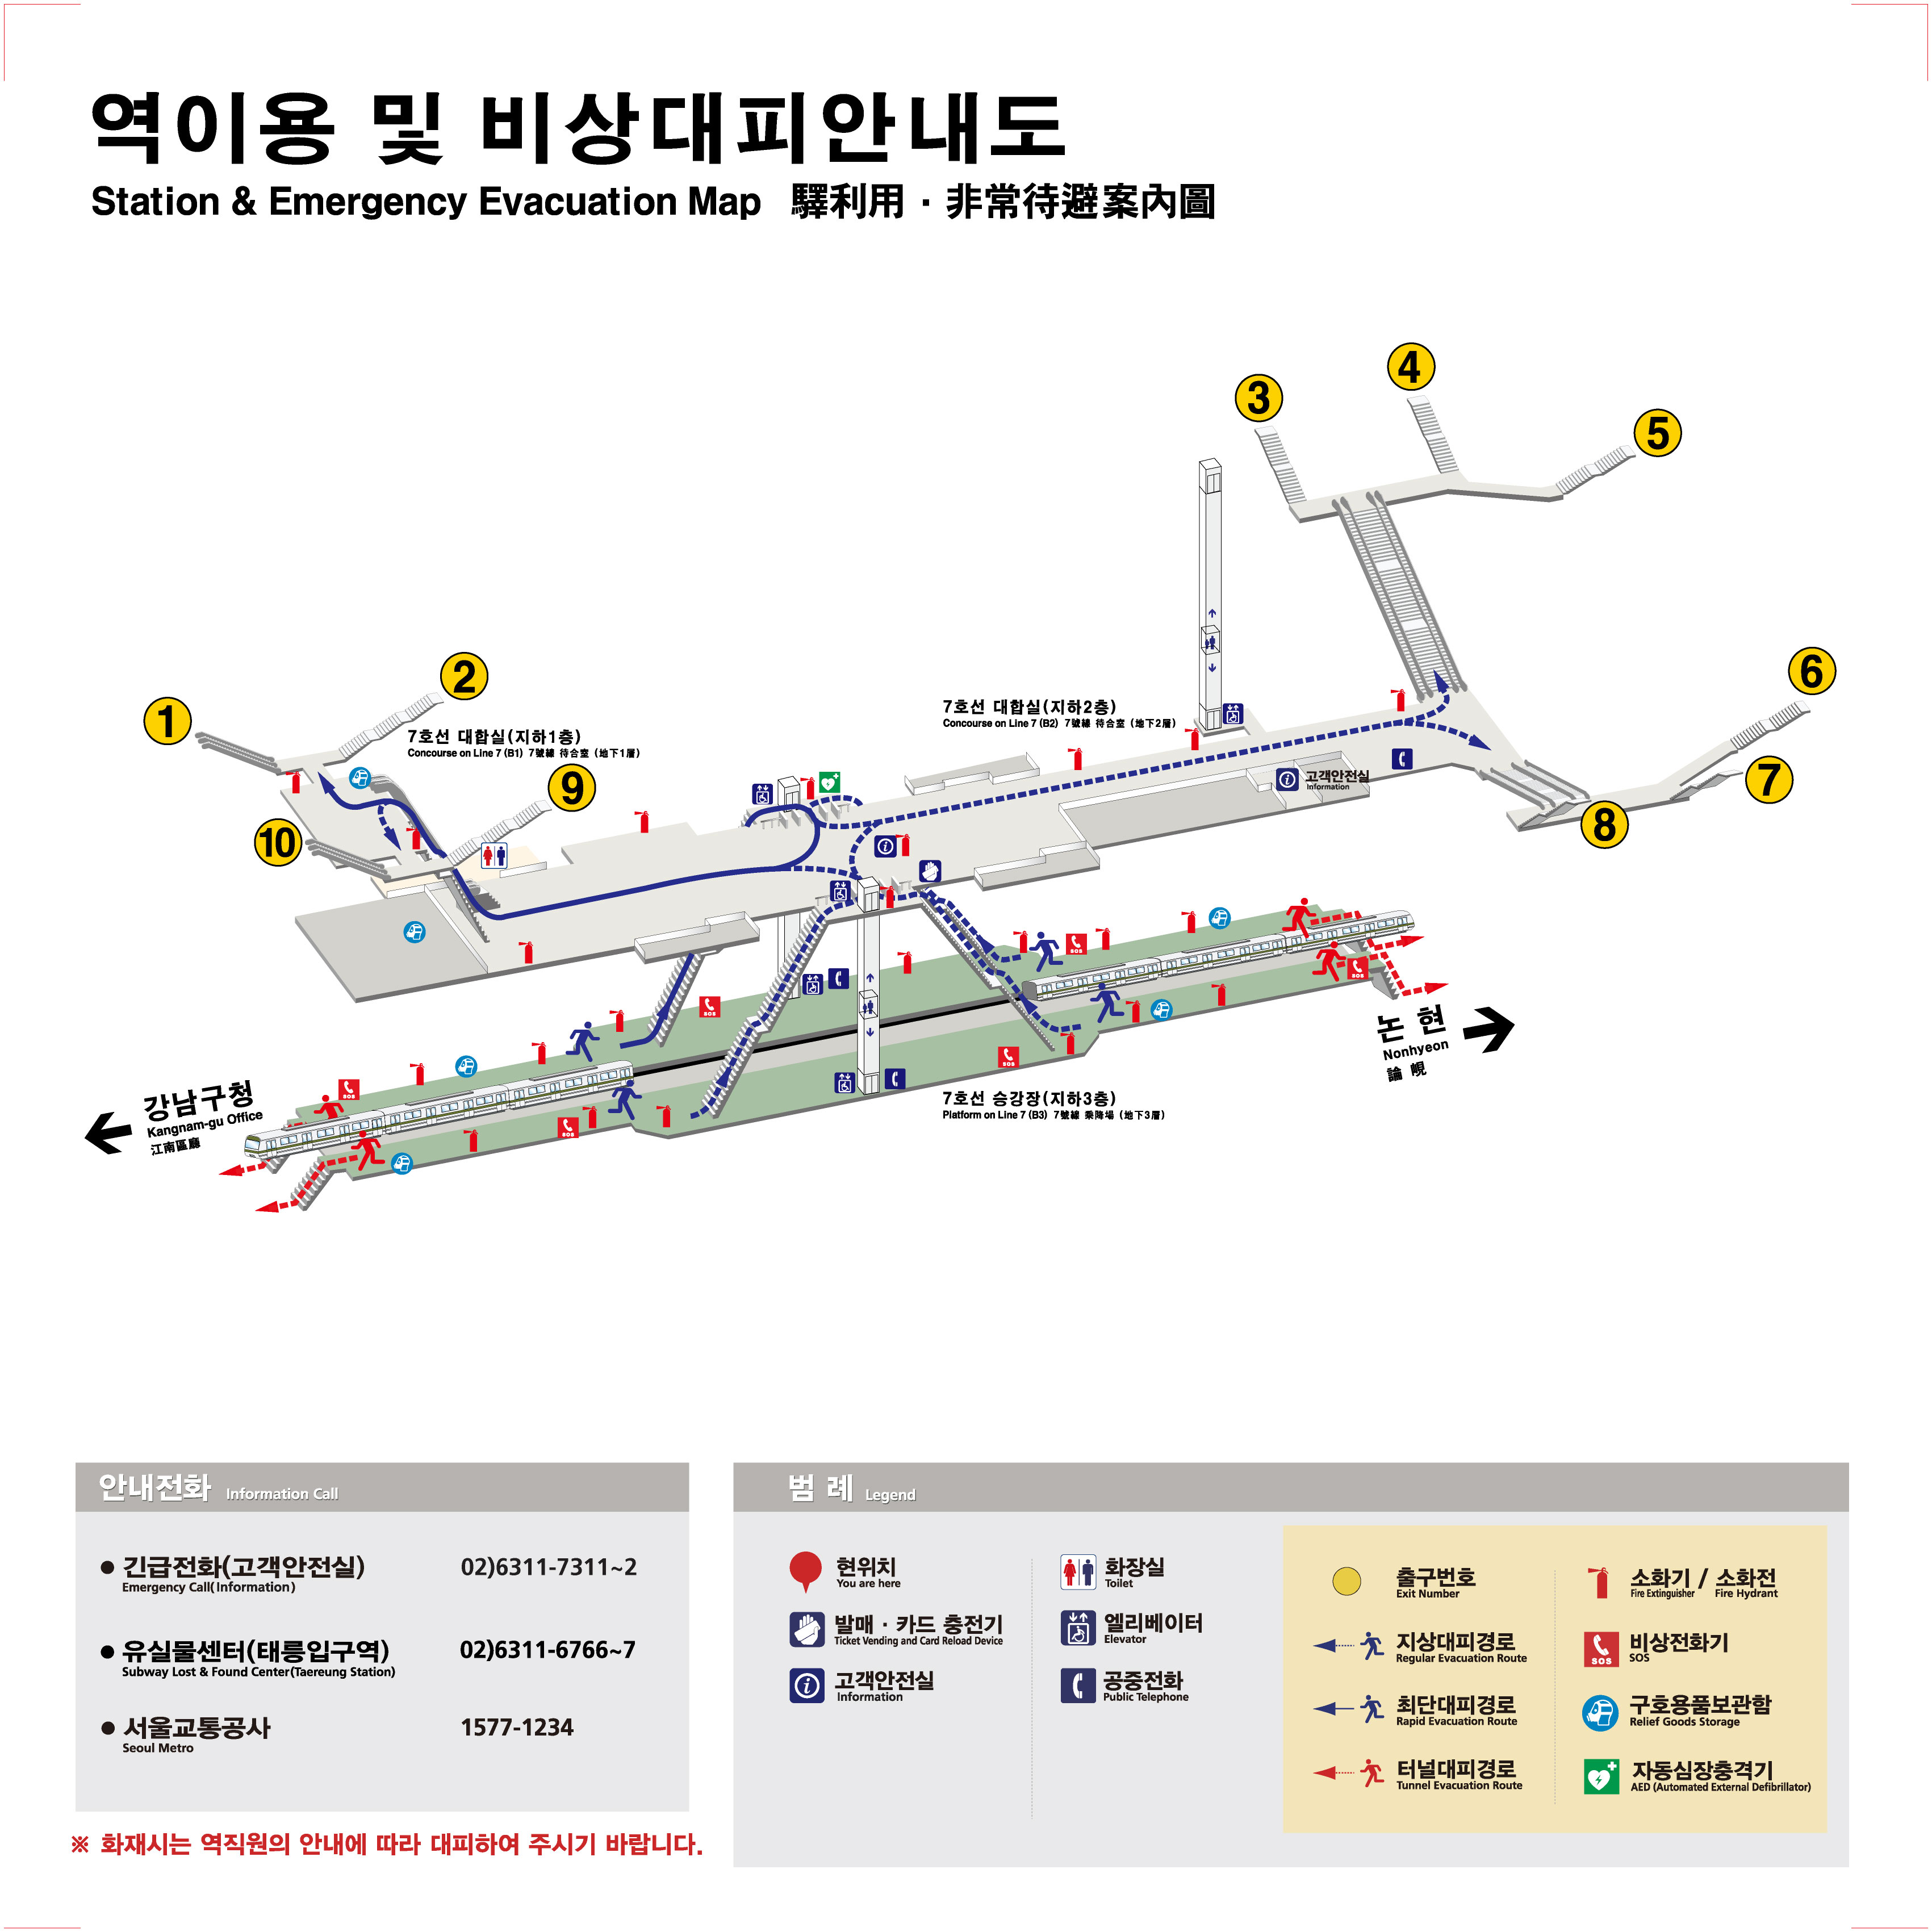 역이용 및 비상대피안내도
Station & Emergency Evacuation Map 驛利用 · 非常待避案內圖
3
4
5
6
7
8
2
1
9
10
7호선 대합실(지하1층)
Concourse on Line 7 (B1) 7號線 待合室 (地下1層)
7호선 대합실(지하2층)
Concourse on Line 7 (B2) 7號線 待合室 (地下2層)
고객안전실
Information
SOS
SOS
SOS
SOS
SOS
SOS
논 현
Nonhyeon
論 峴
강남구청
Kangnam-gu Office
江南區廳
7호선 승강장(지하3층)
Platform on Line 7 (B3) 7號線 乘降場 (地下3層)
안내전화 Information Call
긴급전화(고객안전실) 02)6311-7311~2
Emergency Call(Information)
유실물센터(태릉입구역) 02)6311-6766~7
Subway Lost & Found Center(Taereung Station)
서울교통공사 1577-1234
Seoul Metro
※ 화재시는 역직원의 안내에 따라 대피하여 주시기 바랍니다.
범 례 Legend
현위치
You are here
발매 · 카드 충전기
Ticket Vending and Card Reload Device
고객안전실
Information
화장실
Toilet
엘리베이터
Elevator
공중전화
Public Telephone
출구번호
Exit Number
지상대피경로
Regular Evacuation Route
최단대피경로
Rapid Evacuation Route
터널대피경로
Tunnel Evacuation Route
소화기 / 소화전
Fire Extinguisher / Fire Hydrant
SOS
비상전화기
SOS
구호용품보관함
Relief Goods Storage
자동심장충격기
AED (Automated External Defibrillator)